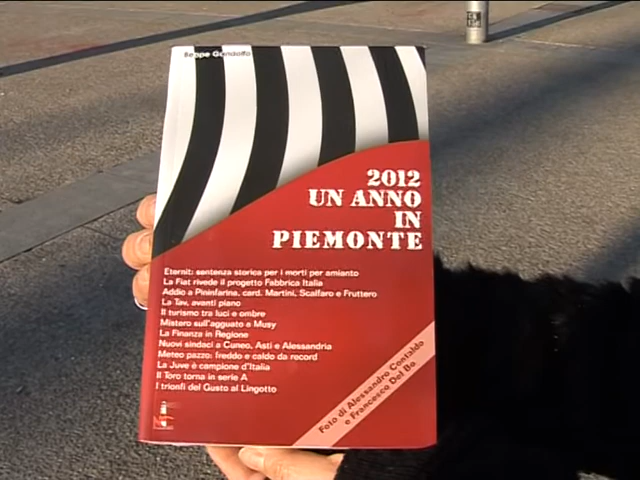 Beppe Gandolfo
2012
UN ANNO
IN
PIEMONTE
Eternit: sentenza storica per i morti per amianto
La Fiat rivede il progetto Fabbrica Italia
Addio a Pininfarina, card. Martini, Scalfaro e Fruttero
La Tav, avanti piano
Il turismo tra luci e ombre
Mistero sull'agguato a Musy
La Finanza in Regione
Nuovi sindaci a Cuneo, Asti e Alessandria
Meteo pazzo: freddo e caldo da record
La Juve è campione d'Italia
Il Toro torna in serie A
I trionfi del Gusto al Lingotto
Foto di Alessandro Contaldo
e Francesco Del Bo